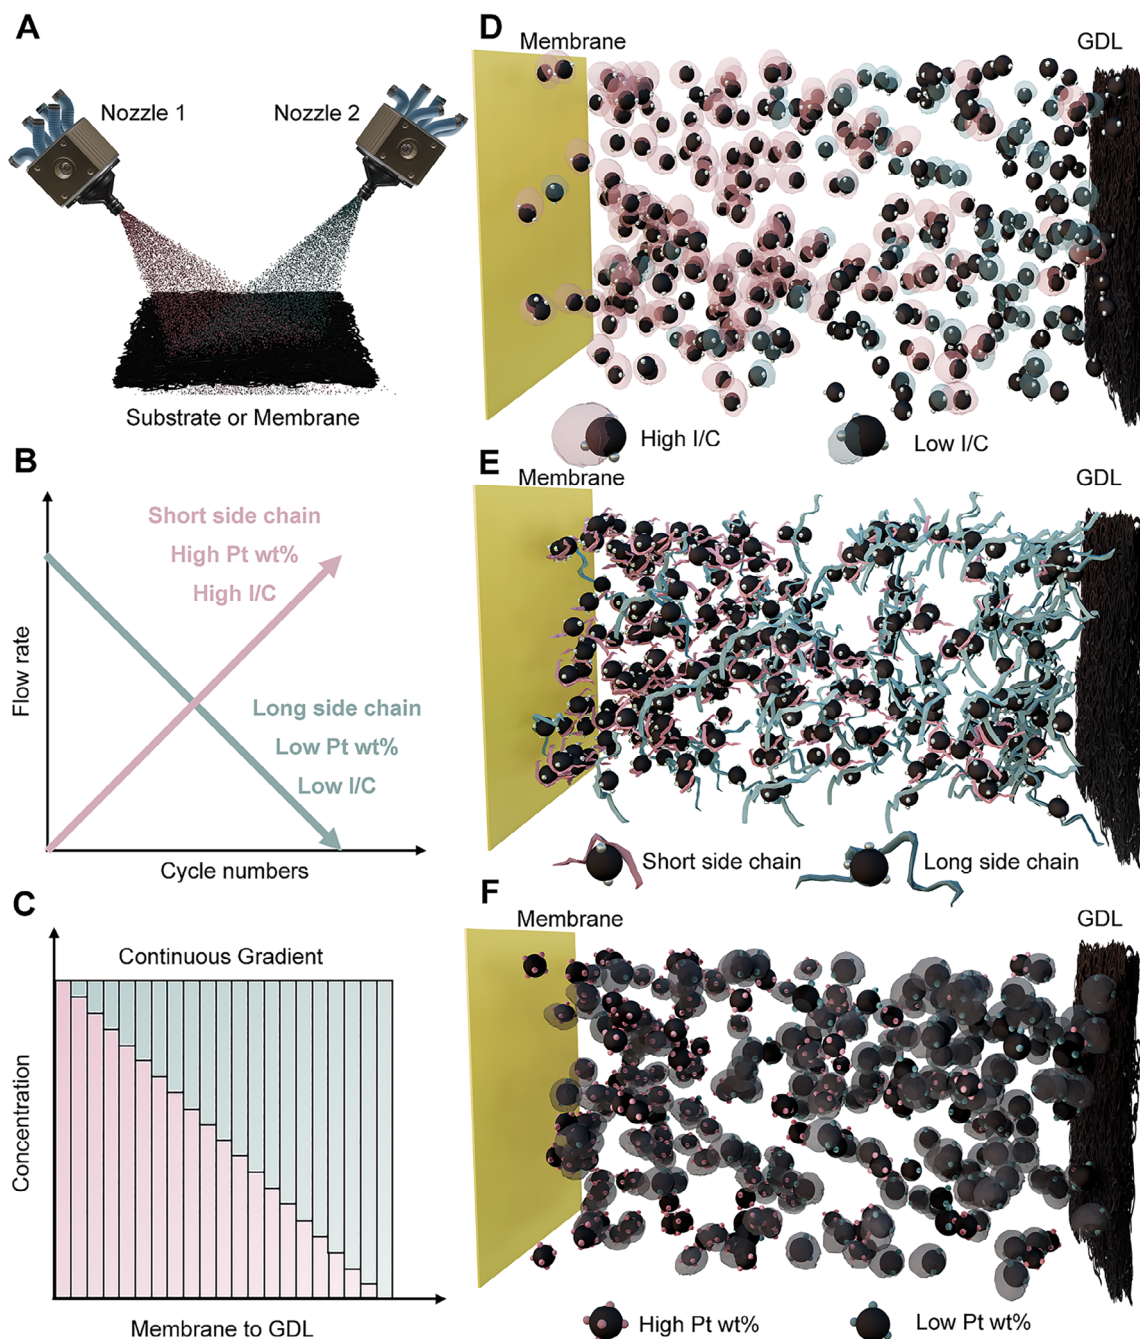 A
Nozzle 1
Nozzle 2
Substrate or Membrane
B
Short side chain
High Pt wt%
High I/C
Long side chain
Low Pt wt%
Low I/C
Flow rate
Cycle numbers
C
Continuous Gradient
Concentration
Membrane to GDL
D
Membrane
GDL
High I/C
Low I/C
E
Membrane
GDL
Short side chain
Long side chain
F
Membrane
GDL
High Pt wt%
Low Pt wt%